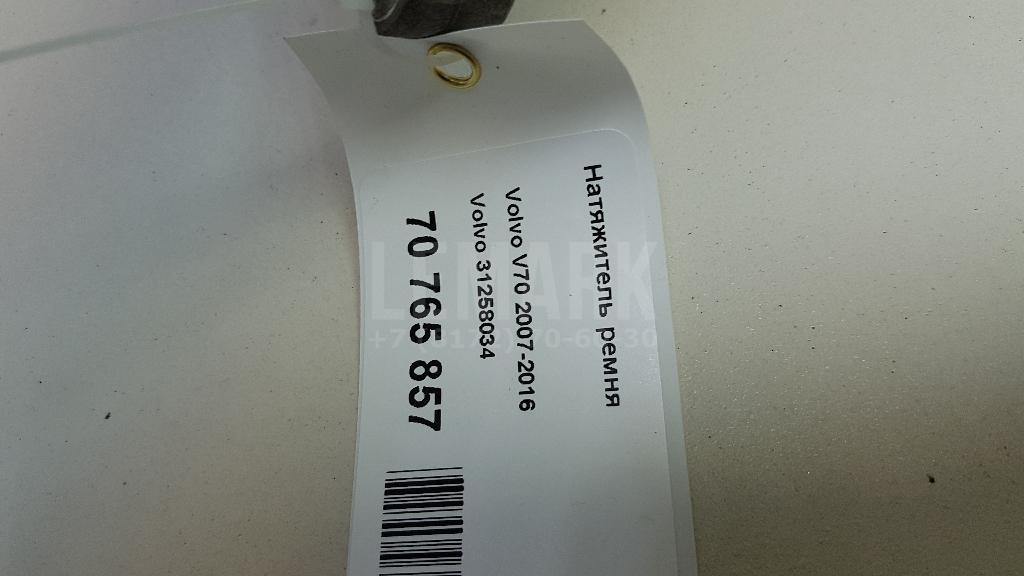 Натяжитель ремня
Volvo V70 2007-2016
Volvo 31258034
70 765 857